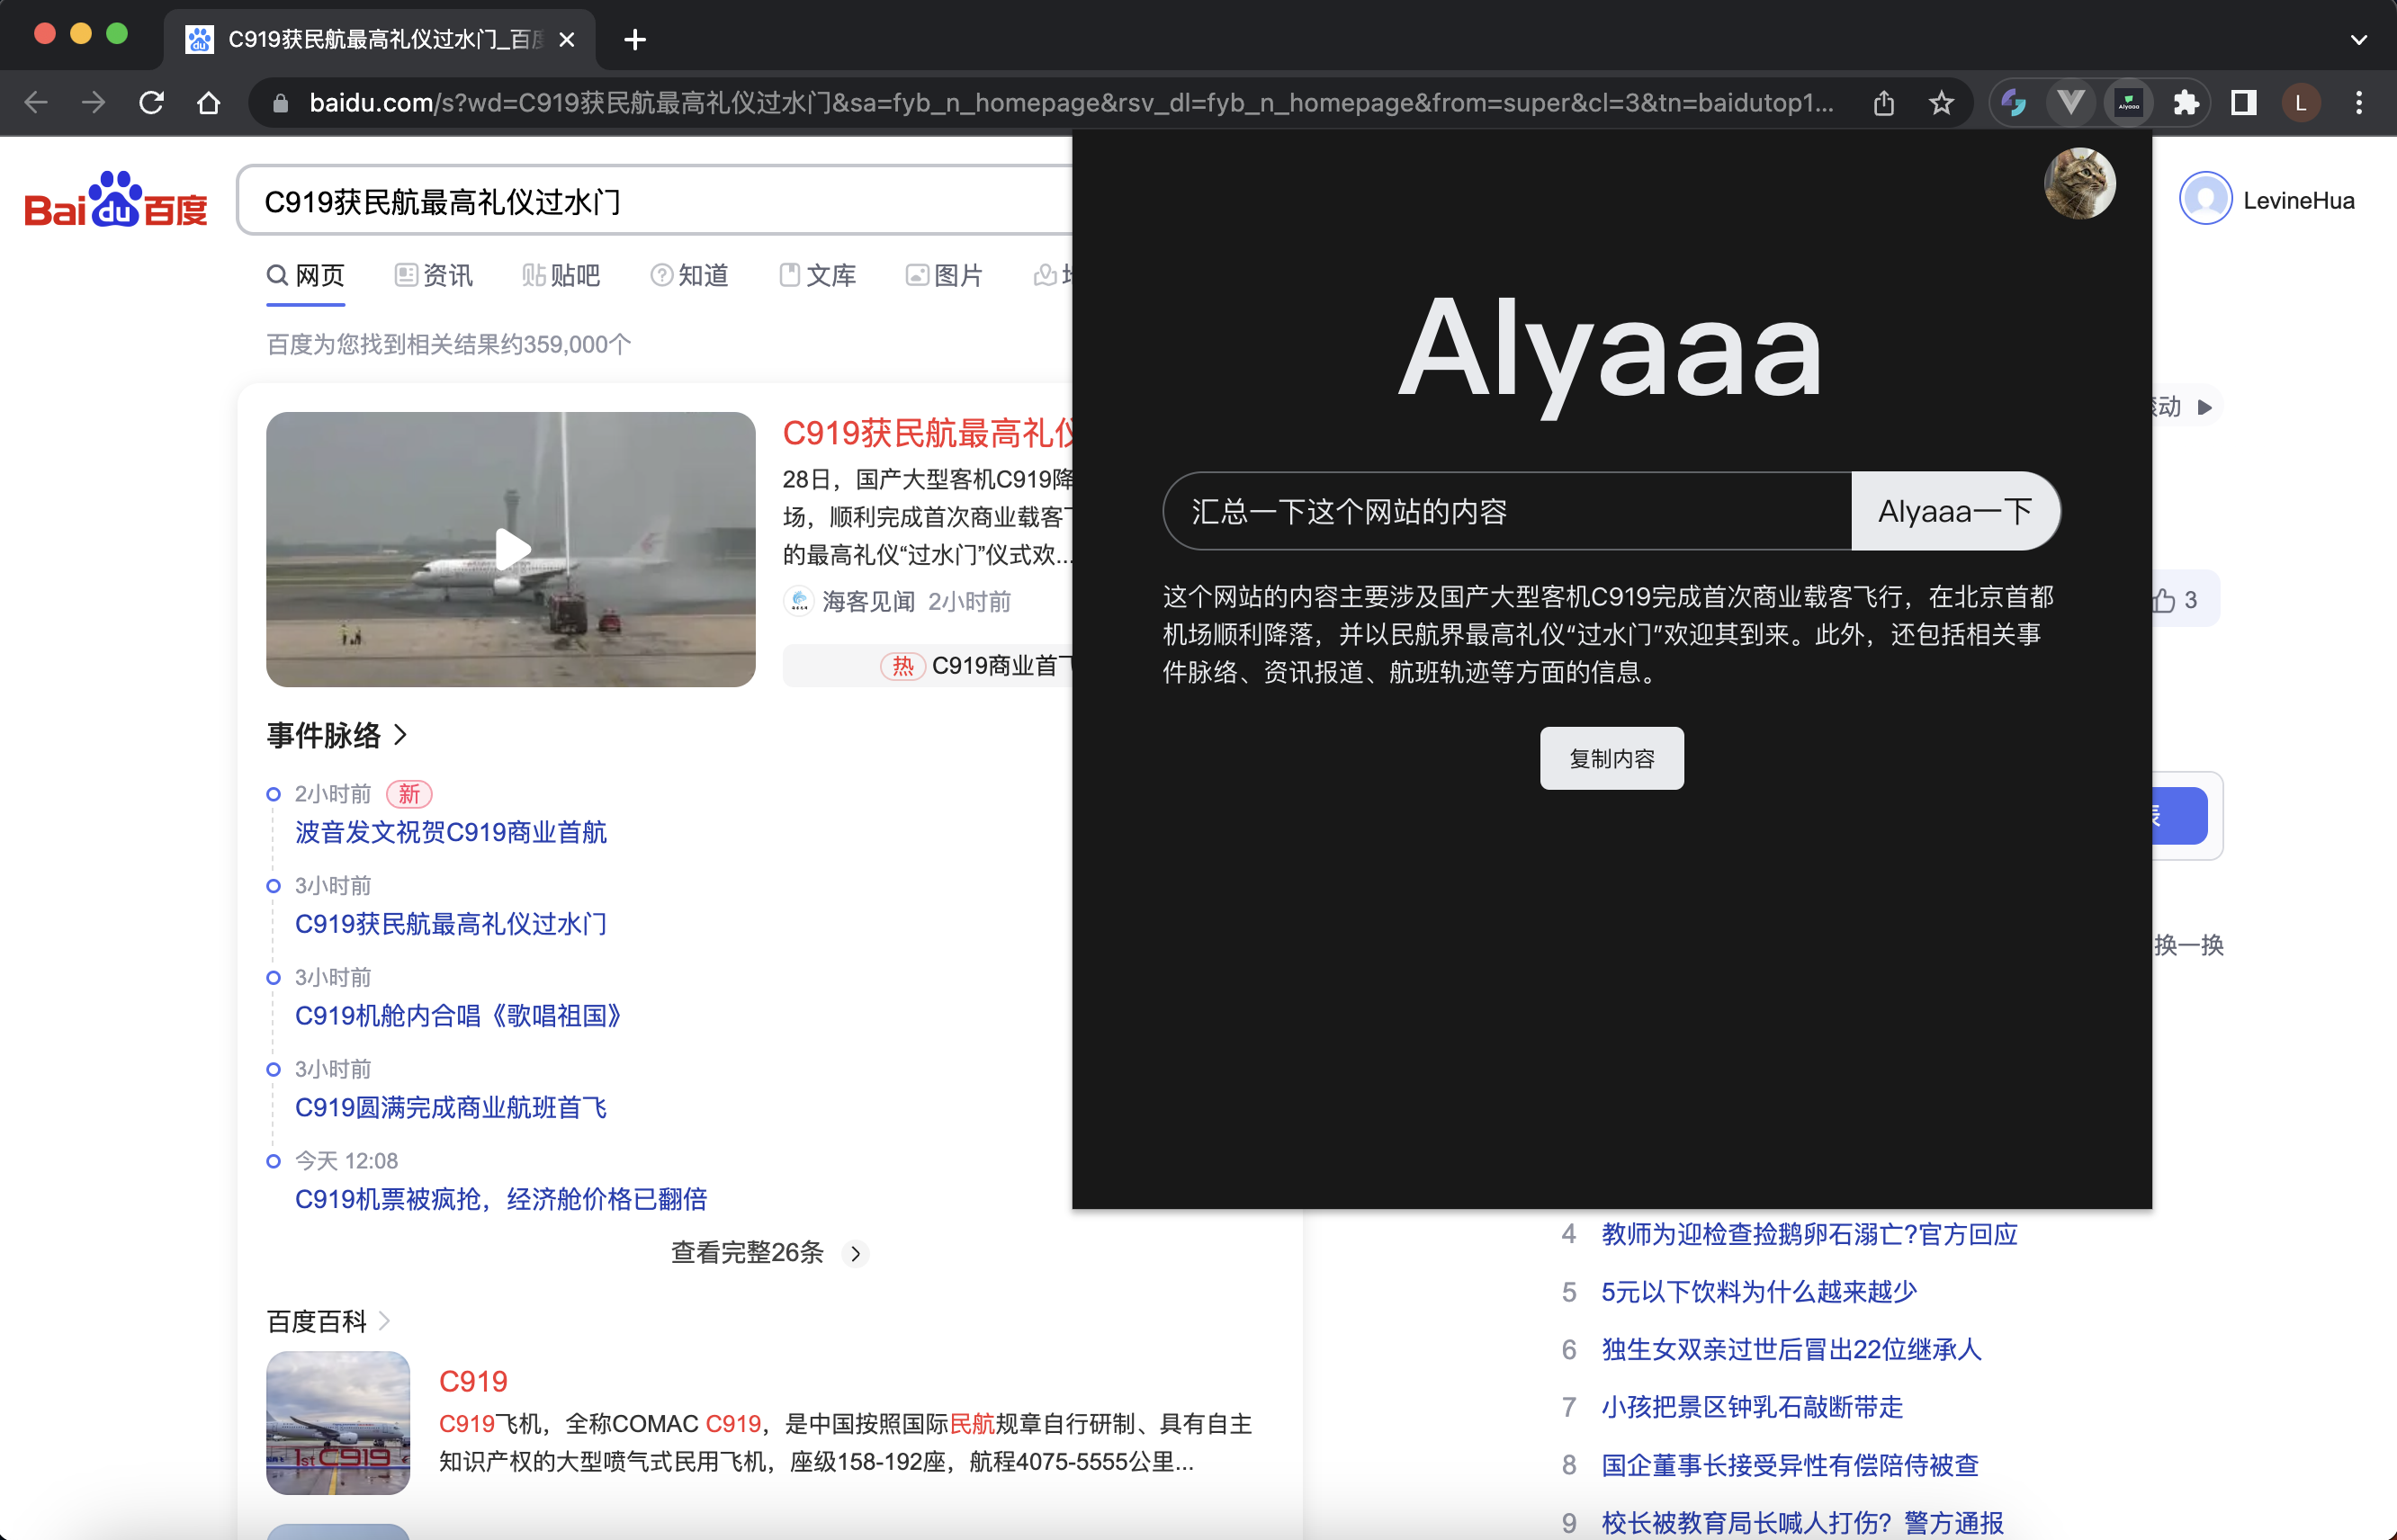 C919获民航最高礼仪过水门_百度
baidu.com/s?wd=C919获民航最高礼仪过水门&sa=fyb_n_homepage&rsv_dl=fyb_n_homepage&from=super&cl=3&tn=baidutop1...
Alyaaa
L
Bai du 百度
C919获民航最高礼仪过水门
LevineHua
网页 资讯 贴吧 知道 文库 图片
百度为您找到相关结果约359,000个
C919获民航最高礼仪
28日，国产大型客机C919降
场，顺利完成首次商业载客飞
的最高礼仪“过水门”仪式欢...
海客见闻 2小时前
热 C919商业首飞
事件脉络
2小时前 新
波音发文祝贺C919商业首航
3小时前
C919获民航最高礼仪过水门
3小时前
C919机舱内合唱《歌唱祖国》
3小时前
C919圆满完成商业航班首飞
今天 12:08
C919机票被疯抢，经济舱价格已翻倍
查看完整26条
百度百科
1st C919
C919
C919飞机，全称COMAC C919，是中国按照国际民航规章自行研制、具有自主
知识产权的大型喷气式民用飞机，座级158-192座，航程4075-5555公里...
Alyaaa
汇总一下这个网站的内容
Alyaaa一下
这个网站的内容主要涉及国产大型客机C919完成首次商业载客飞行，在北京首都
机场顺利降落，并以民航界最高礼仪“过水门”欢迎其到来。此外，还包括相关事
件脉络、资讯报道、航班轨迹等方面的信息。
复制内容
动
3
换一换
4 教师为迎检查捡鹅卵石溺亡?官方回应
5 5元以下饮料为什么越来越少
6 独生女双亲过世后冒出22位继承人
7 小孩把景区钟乳石敲断带走
8 国企董事长接受异性有偿陪侍被查
9 校长被教育局长喊人打伤？警方通报